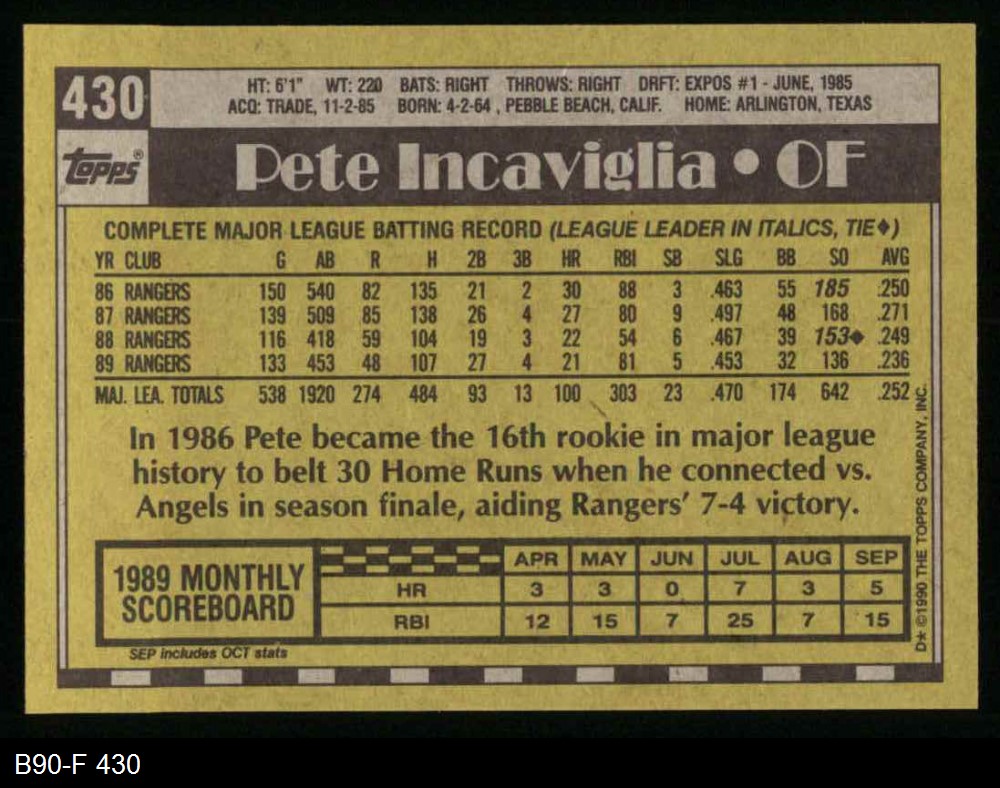 430
HT: 6'1" WT: 220 BATS: RIGHT THROWS: RIGHT DRFT: EXPOS #1 - JUNE, 1985
ACQ: TRADE, 11-2-85 BORN: 4-2-64 , PEBBLE BEACH, CALIF. HOME: ARLINGTON, TEXAS
Topps® Pete Incaviglia • OF
COMPLETE MAJOR LEAGUE BATTING RECORD (LEAGUE LEADER IN ITALICS, TIE♦)
YR CLUB G AB R H 2B 3B HR RBI SB SLG BB SO AVG
86 RANGERS 150 540 82 135 21 2 30 88 3 .463 55 185 .250
87 RANGERS 139 509 85 138 26 4 27 80 9 .497 48 168 .271
88 RANGERS 116 418 59 104 19 3 22 54 6 .467 39 153♦ .249
89 RANGERS 133 453 48 107 27 4 21 81 5 .453 32 136 .236
MAJ. LEA. TOTALS 538 1920 274 484 93 13 100 303 23 .470 174 642 .252
In 1986 Pete became the 16th rookie in major league
history to belt 30 Home Runs when he connected vs.
Angels in season finale, aiding Rangers' 7-4 victory.
1989 MONTHLY
SCOREBOARD
APR MAY JUN JUL AUG SEP
HR 3 3 0 7 3 5
RBI 12 15 7 25 7 15
SEP includes OCT stats
D* ©1990 THE TOPPS COMPANY, INC.
B90-F 430